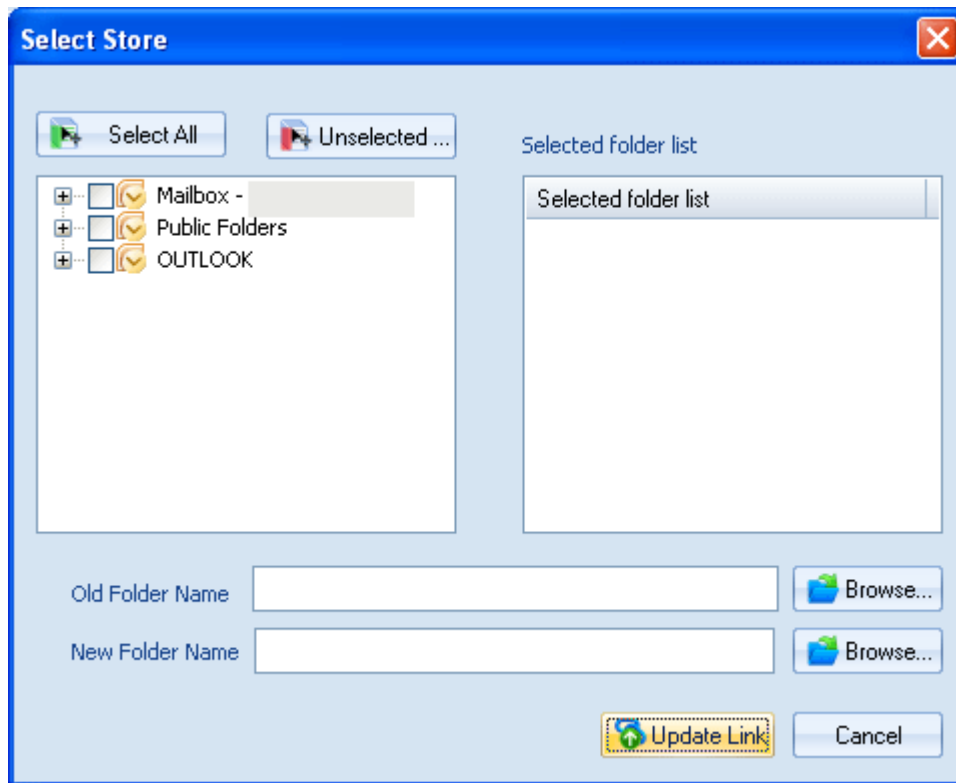 Select Store
Select All
Unselected ...
Selected folder list
Mailbox -
Public Folders
OUTLOOK
Selected folder list
Old Folder Name
Browse...
New Folder Name
Browse...
Update Link
Cancel